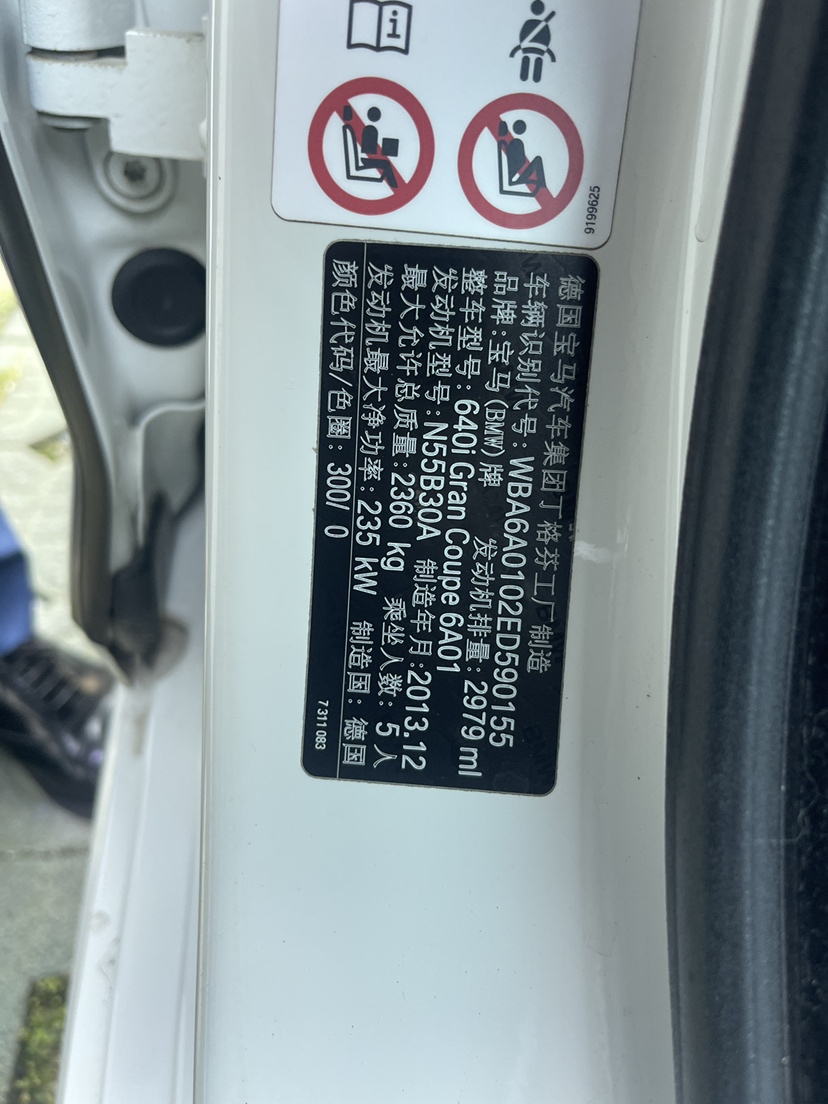 9199625
德国宝马汽车集团丁格芬工厂制造
车辆识别代号：WBA6A0102ED590155
品牌:宝马(BMW)牌 发动机排量：2979 ml
整车型号：640i Gran Coupe 6A01
发动机型号：N55B30A 制造年月:2013.12
最大允许总质量:2360 kg 乘坐人数: 5 人
发动机最大净功率: 235 kW 制造国: 德国
颜色代码/色圈: 300/ 0
7 311 083